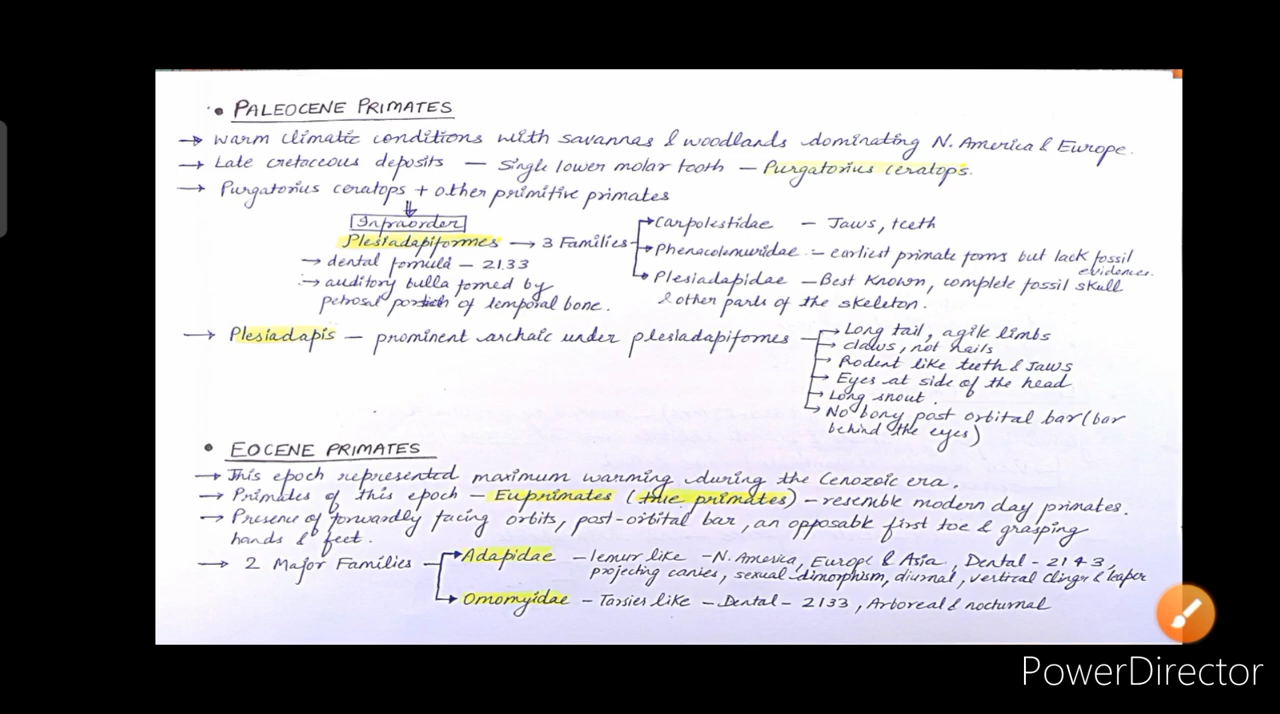 • PALEOCENE PRIMATES
→ Warm climatic conditions with savannas & woodlands dominating N. America & Europe.
→ Late cretaceous deposits — Single lower molar tooth — Purgatorius ceratops.
→ Purgatorius ceratops + other primitive primates
Infraorder
Plesiadapiformes → 3 Families
→ dental formula — 2133
→ auditory bulla formed by
petrosal portion of temporal bone.
→ Carpolestidae — Jaws, teeth
→ Phenacolemuridae — earliest primate forms but lack fossil
evidences.
→ Plesiadapidae — Best known, complete fossil skull
& other parts of the skeleton.
→ Plesiadapis — prominent archaic under plesiadapifomes
→ Long tail, agile limbs
→ claws, not nails
→ Rodent like teeth & Jaws
→ Eyes at side of the head
→ Long snout.
→ No bony post orbital bar (bar
behind the eyes)
• EOCENE PRIMATES
→ This epoch represented maximum warming during the Cenozoic era.
→ Primates of this epoch — Euprimates (true primates) — resemble modern day primates.
→ Presence of forwardly facing orbits, post-orbital bar, an opposable first toe & grasping
hands & feet.
→ 2 Major Families
→ Adapidae — lemur like — N. America, Europe & Asia, Dental - 2143,
projecting canies, sexual dimorphism, diurnal, vertical clinger & leaper
→ Omomyidae — Tarsier like — Dental — 2133, Arboreal & nocturnal
PowerDirector